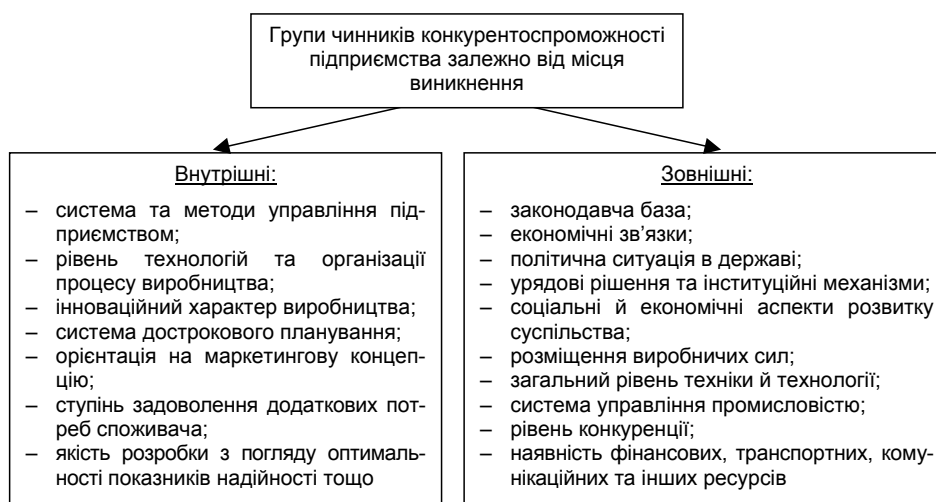 Групи чинників конкурентоспроможності
підприємства залежно від місця
виникнення
Внутрішні:
– система та методи управління під-
приємством;
– рівень технологій та організації
процесу виробництва;
– інноваційний характер виробництва;
– система дострокового планування;
– орієнтація на маркетингову концеп-
цію;
– ступінь задоволення додаткових пот-
реб споживача;
– якість розробки з погляду оптималь-
ності показників надійності тощо
Зовнішні:
– законодавча база;
– економічні зв’язки;
– політична ситуація в державі;
– урядові рішення та інституційні механізми;
– соціальні й економічні аспекти розвитку
суспільства;
– розміщення виробничих сил;
– загальний рівень техніки й технології;
– система управління промисловістю;
– рівень конкуренції;
– наявність фінансових, транспортних, кому-
нікаційних та інших ресурсів